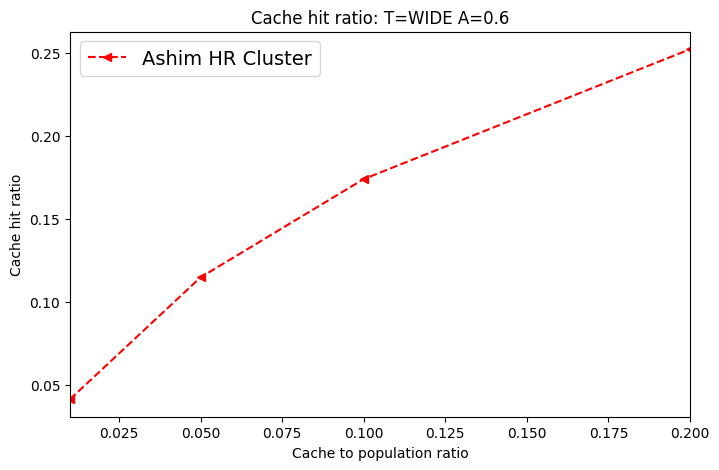 Cache hit ratio: T=WIDE A=0.6
Ashim HR Cluster
Cache hit ratio
0.25
0.20
0.15
0.10
0.05
0.025 0.050 0.075 0.100 0.125 0.150 0.175 0.200
Cache to population ratio